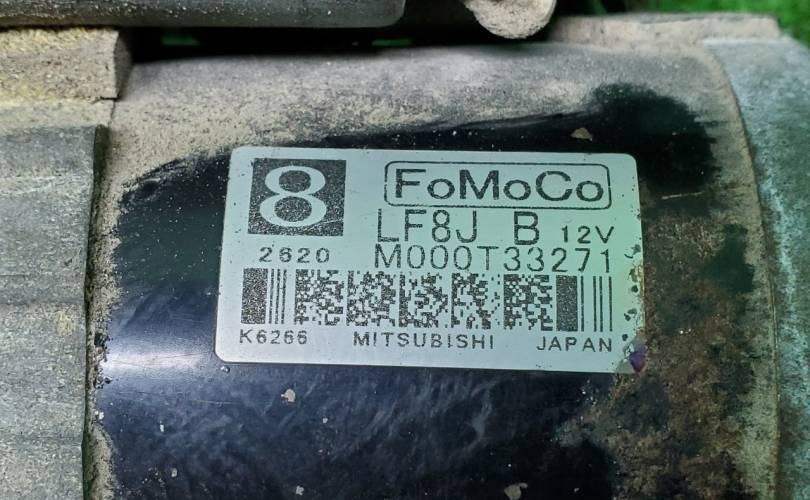 8 FoMoCo
LF8J B 12V
2620 M000T33271
K6266 MITSUBISHI JAPAN